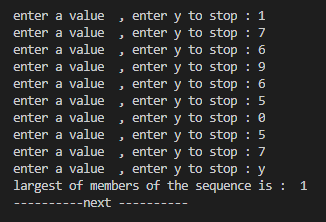 enter a value  , enter y to stop : 1
enter a value  , enter y to stop : 7
enter a value  , enter y to stop : 6
enter a value  , enter y to stop : 9
enter a value  , enter y to stop : 6
enter a value  , enter y to stop : 5
enter a value  , enter y to stop : 0
enter a value  , enter y to stop : 5
enter a value  , enter y to stop : 7
enter a value  , enter y to stop : y
largest of members of the sequence is :  1
----------next ----------